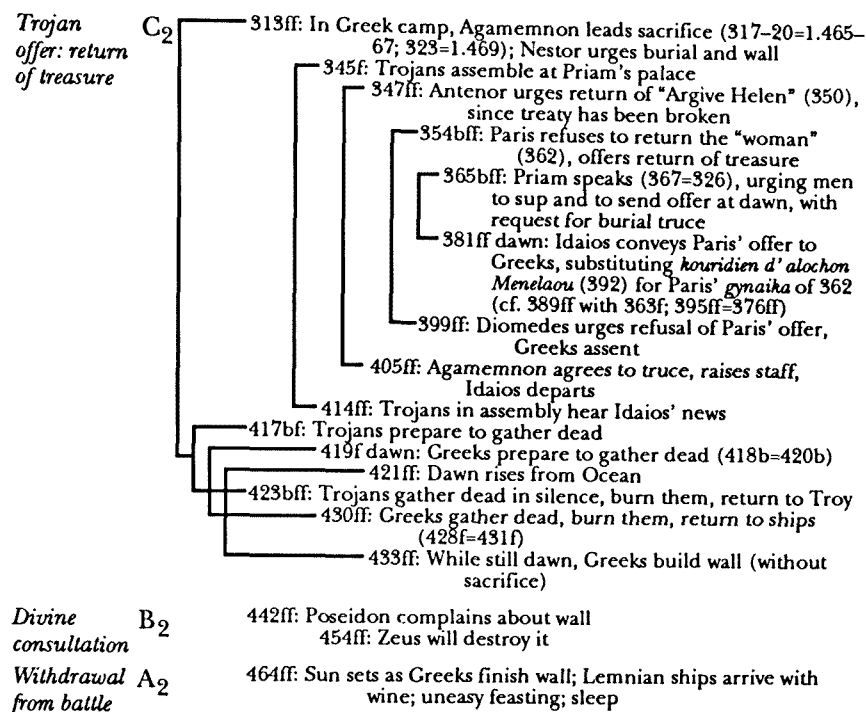 Trojan offer: return of treasure
C2
313ff: In Greek camp, Agamemnon leads sacrifice (317–20=1.465–
67; 323=1.469); Nestor urges burial and wall
345f: Trojans assemble at Priam's palace
347ff: Antenor urges return of "Argive Helen" (350),
since treaty has been broken
354bff: Paris refuses to return the "woman"
(362), offers return of treasure
365bff: Priam speaks (367=326), urging men
to sup and to send offer at dawn, with
request for burial truce
381ff dawn: Idaios conveys Paris' offer to
Greeks, substituting kouridien d' alochon
Menelaou (392) for Paris' gynaika of 362
(cf. 389ff with 363f; 395ff=376ff)
399ff: Diomedes urges refusal of Paris' offer,
Greeks assent
405ff: Agamemnon agrees to truce, raises staff,
Idaios departs
414ff: Trojans in assembly hear Idaios' news
417bf: Trojans prepare to gather dead
419f dawn: Greeks prepare to gather dead (418b=420b)
421ff: Dawn rises from Ocean
423bff: Trojans gather dead in silence, burn them, return to Troy
430ff: Greeks gather dead, burn them, return to ships
(428f=431f)
433ff: While still dawn, Greeks build wall (without
sacrifice)
Divine consultation
B2
442ff: Poseidon complains about wall
454ff: Zeus will destroy it
Withdrawal from battle
A2
464ff: Sun sets as Greeks finish wall; Lemnian ships arrive with
wine; uneasy feasting; sleep